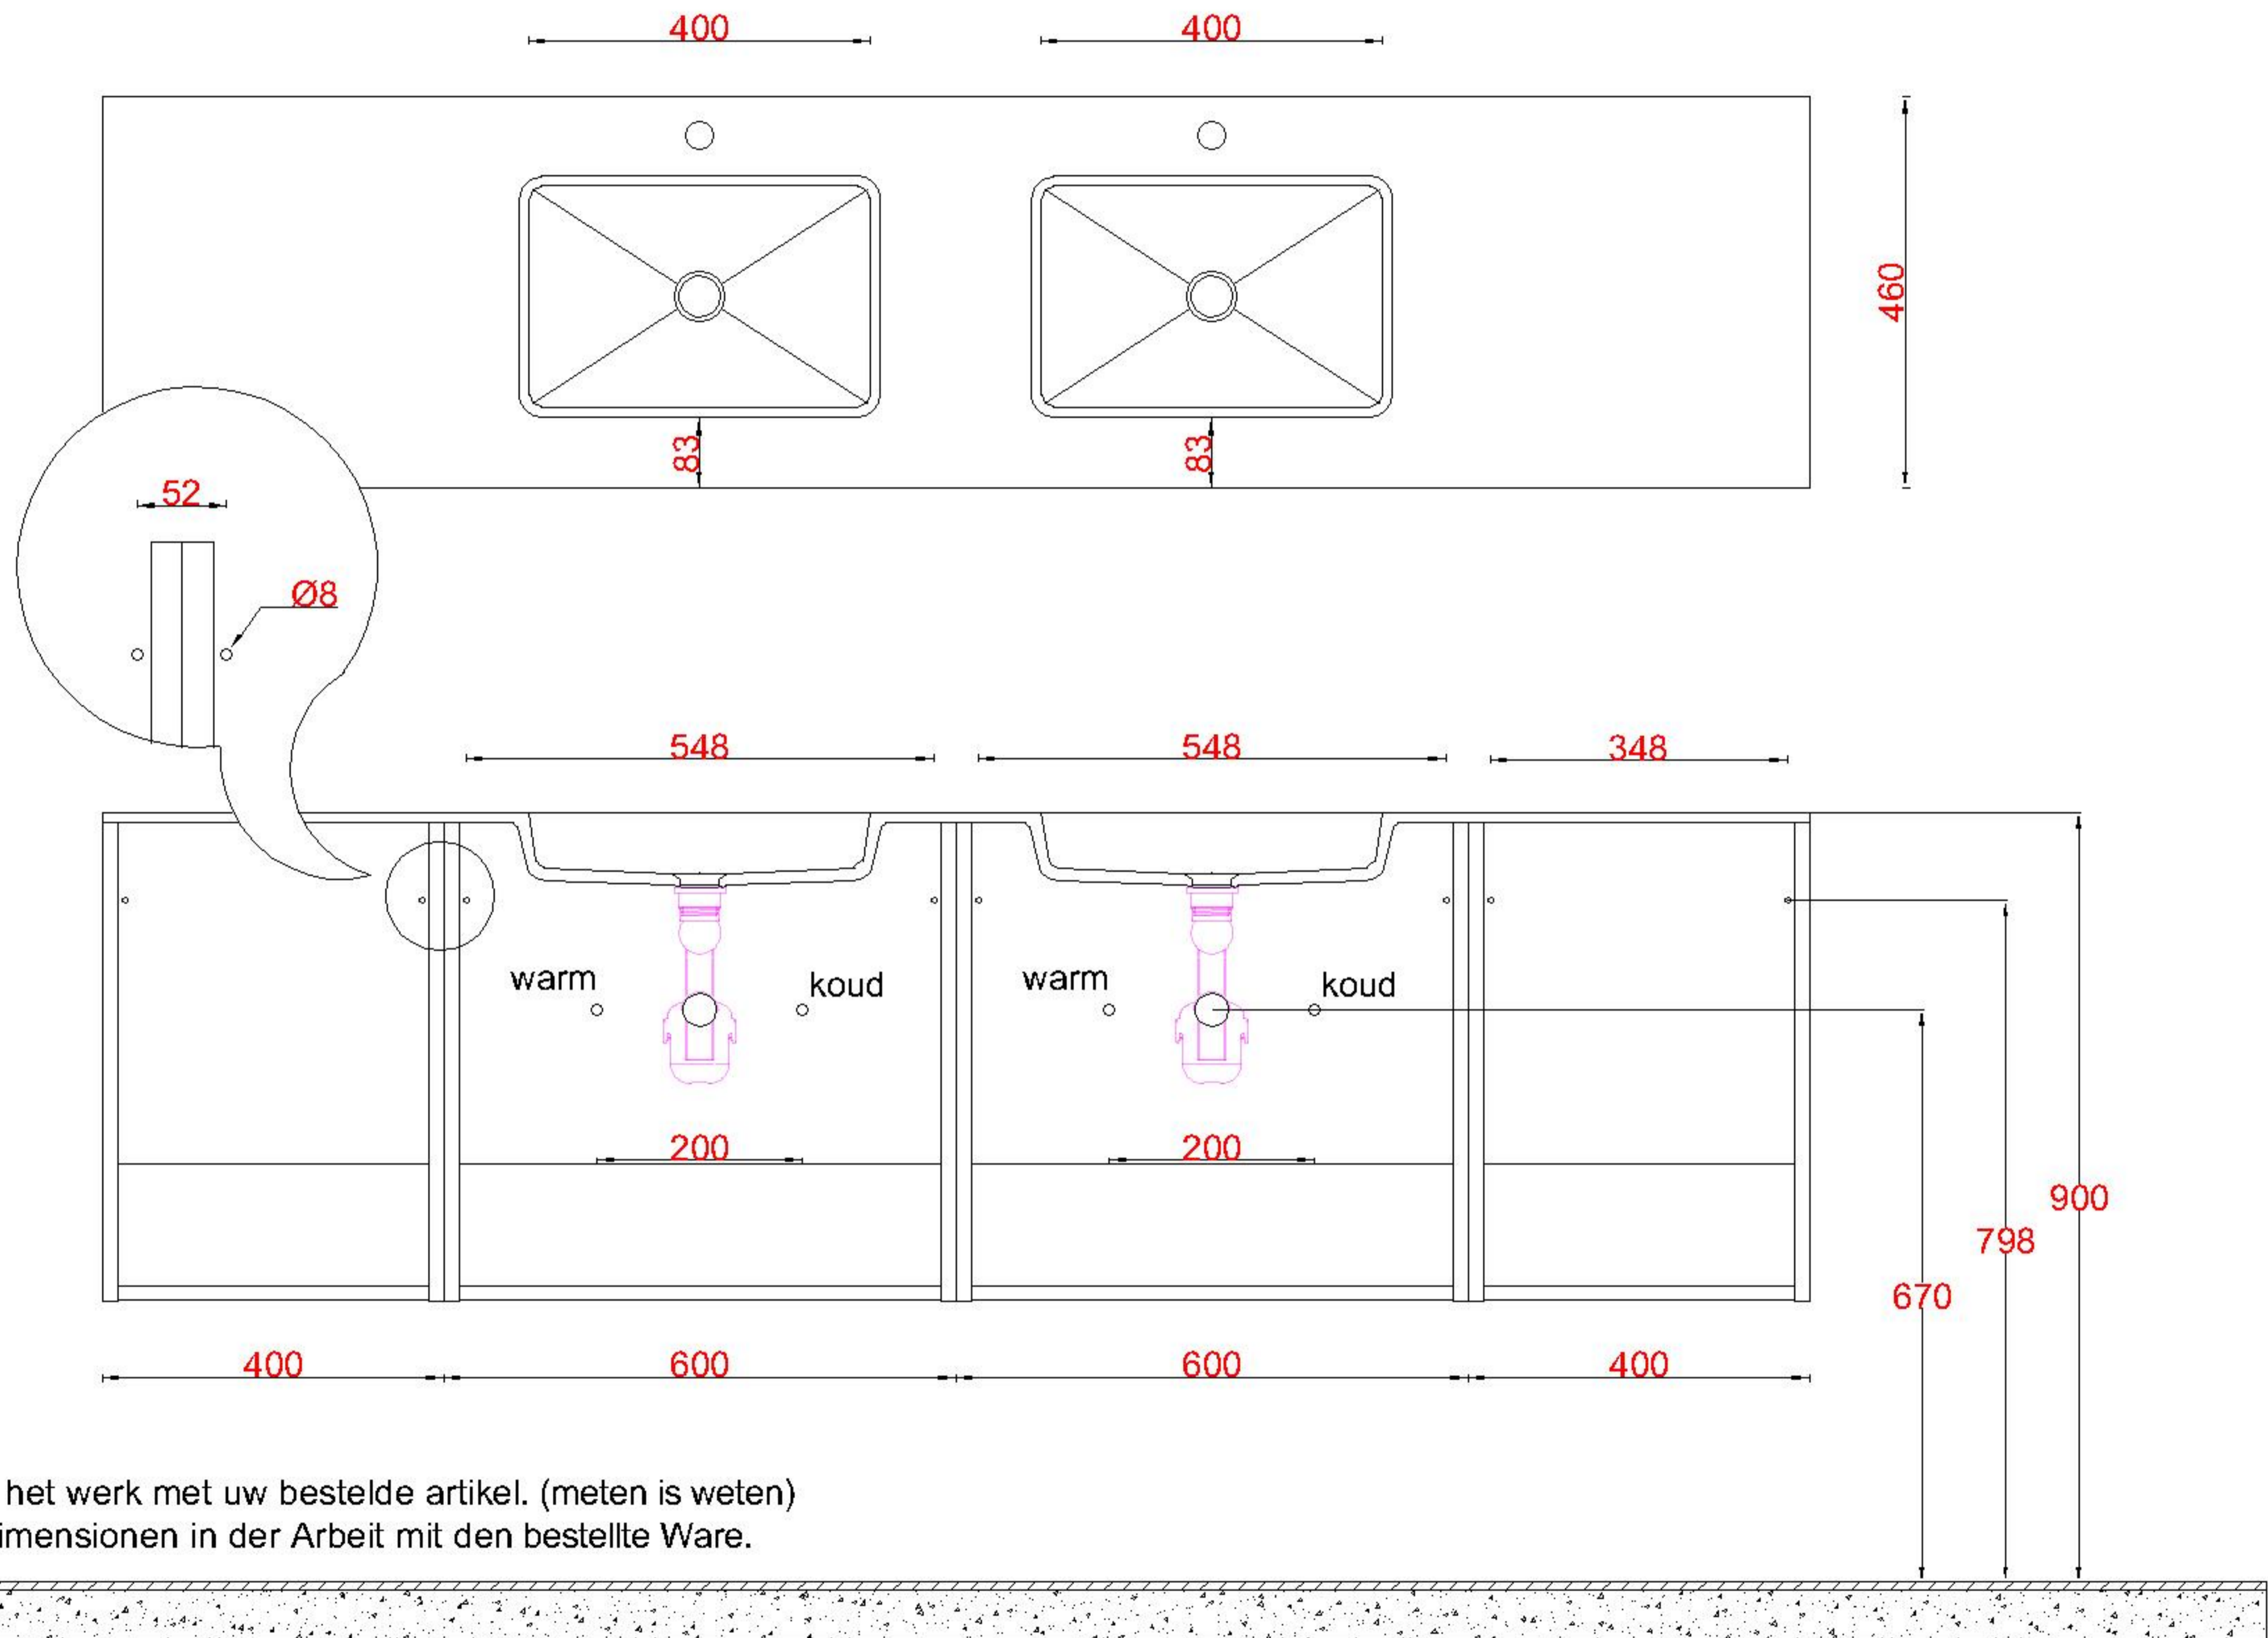 400 400
460
83 83
52
Ø8
548 548 348
warm koud warm koud
200 200
900
798
670
400 600 600 400
het werk met uw bestelde artikel. (meten is weten)
imensionen in der Arbeit mit den bestellte Ware.